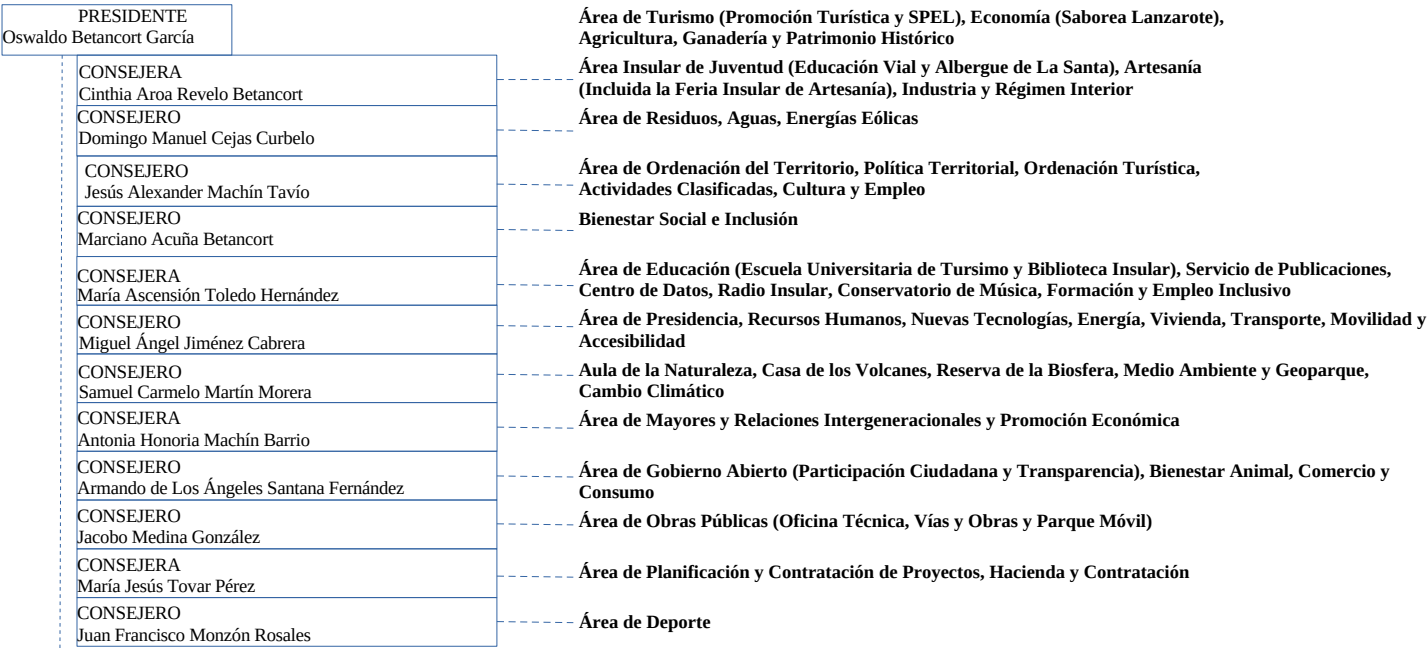 PRESIDENTE
Oswaldo Betancort García
Área de Turismo (Promoción Turística y SPEL), Economía (Saborea Lanzarote),
Agricultura, Ganadería y Patrimonio Histórico
CONSEJERA
Cinthia Aroa Revelo Betancort
Área Insular de Juventud (Educación Vial y Albergue de La Santa), Artesanía
(Incluida la Feria Insular de Artesanía), Industria y Régimen Interior
CONSEJERO
Domingo Manuel Cejas Curbelo
Área de Residuos, Aguas, Energías Eólicas
CONSEJERO
Jesús Alexander Machín Tavío
Área de Ordenación del Territorio, Política Territorial, Ordenación Turística,
Actividades Clasificadas, Cultura y Empleo
CONSEJERO
Marciano Acuña Betancort
Bienestar Social e Inclusión
CONSEJERA
María Ascensión Toledo Hernández
Área de Educación (Escuela Universitaria de Tursimo y Biblioteca Insular), Servicio de Publicaciones,
Centro de Datos, Radio Insular, Conservatorio de Música, Formación y Empleo Inclusivo
CONSEJERO
Miguel Ángel Jiménez Cabrera
Área de Presidencia, Recursos Humanos, Nuevas Tecnologías, Energía, Vivienda, Transporte, Movilidad y
Accesibilidad
CONSEJERO
Samuel Carmelo Martín Morera
Aula de la Naturaleza, Casa de los Volcanes, Reserva de la Biosfera, Medio Ambiente y Geoparque,
Cambio Climático
CONSEJERA
Antonia Honoria Machín Barrio
Área de Mayores y Relaciones Intergeneracionales y Promoción Económica
CONSEJERO
Armando de Los Ángeles Santana Fernández
Área de Gobierno Abierto (Participación Ciudadana y Transparencia), Bienestar Animal, Comercio y
Consumo
CONSEJERO
Jacobo Medina González
Área de Obras Públicas (Oficina Técnica, Vías y Obras y Parque Móvil)
CONSEJERA
María Jesús Tovar Pérez
Área de Planificación y Contratación de Proyectos, Hacienda y Contratación
CONSEJERO
Juan Francisco Monzón Rosales
Área de Deporte